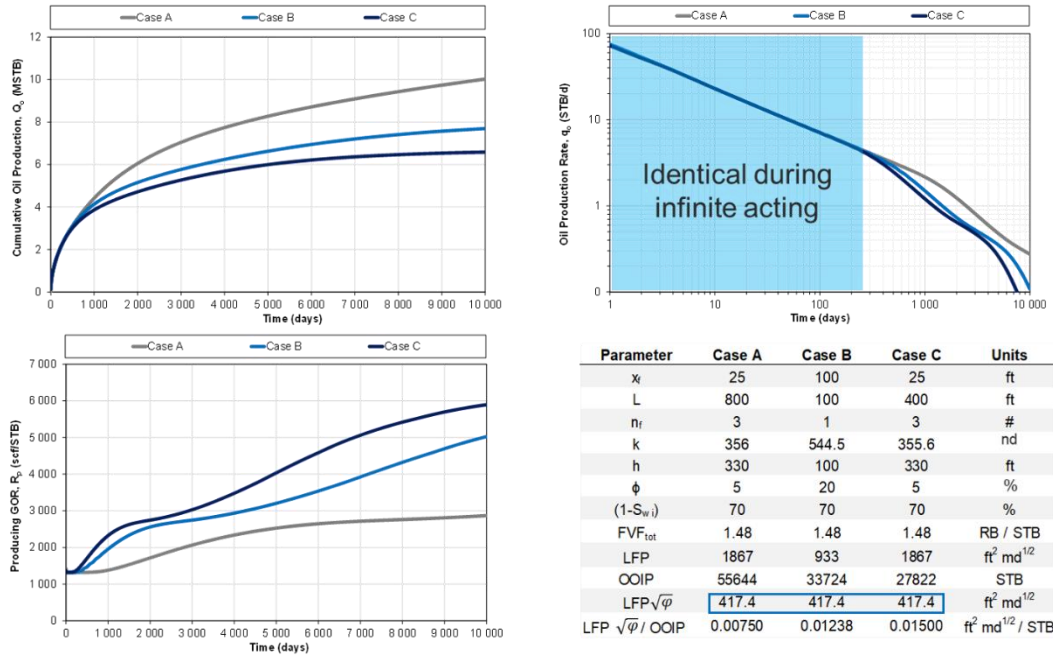 Case A Case B Case C
Cumulative Oil Production, Qo (MSTB)
12
10
8
6
4
2
0
0 1 000 2 000 3 000 4 000 5 000 6 000 7 000 8 000 9 000 10 000
Time (days)
Case A Case B Case C
Oil Production Rate, qo (STB/d)
100
10
1
0
Identical during
infinite acting
1 10 100 1 000 10 000
Time (days)
Case A Case B Case C
Producing GOR, Rp (scf/STB)
7 000
6 000
5 000
4 000
3 000
2 000
1 000
0
0 1 000 2 000 3 000 4 000 5 000 6 000 7 000 8 000 9 000 10 000
Time (days)
Parameter Case A Case B Case C Units
xf 25 100 25 ft
L 800 100 400 ft
nf 3 1 3 #
k 356 544.5 355.6 nd
h 330 100 330 ft
ϕ 5 20 5 %
(1-Swi) 70 70 70 %
FVFtot 1.48 1.48 1.48 RB / STB
LFP 1867 933 1867 ft² md^1/2
OOIP 55644 33724 27822 STB
LFP√φ 417.4 417.4 417.4 ft² md^1/2
LFP √φ / OOIP 0.00750 0.01238 0.01500 ft² md^1/2 / STB